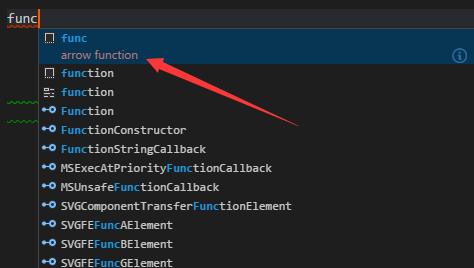 func
func
arrow function
function
function
Function
FunctionConstructor
FunctionStringCallback
MSExecAtPriorityFunctionCallback
MSUnsafeFunctionCallback
SVGComponentTransferFunctionElement
SVGFEFuncAElement
SVGFEFuncBElement
SVGFEFuncGElement